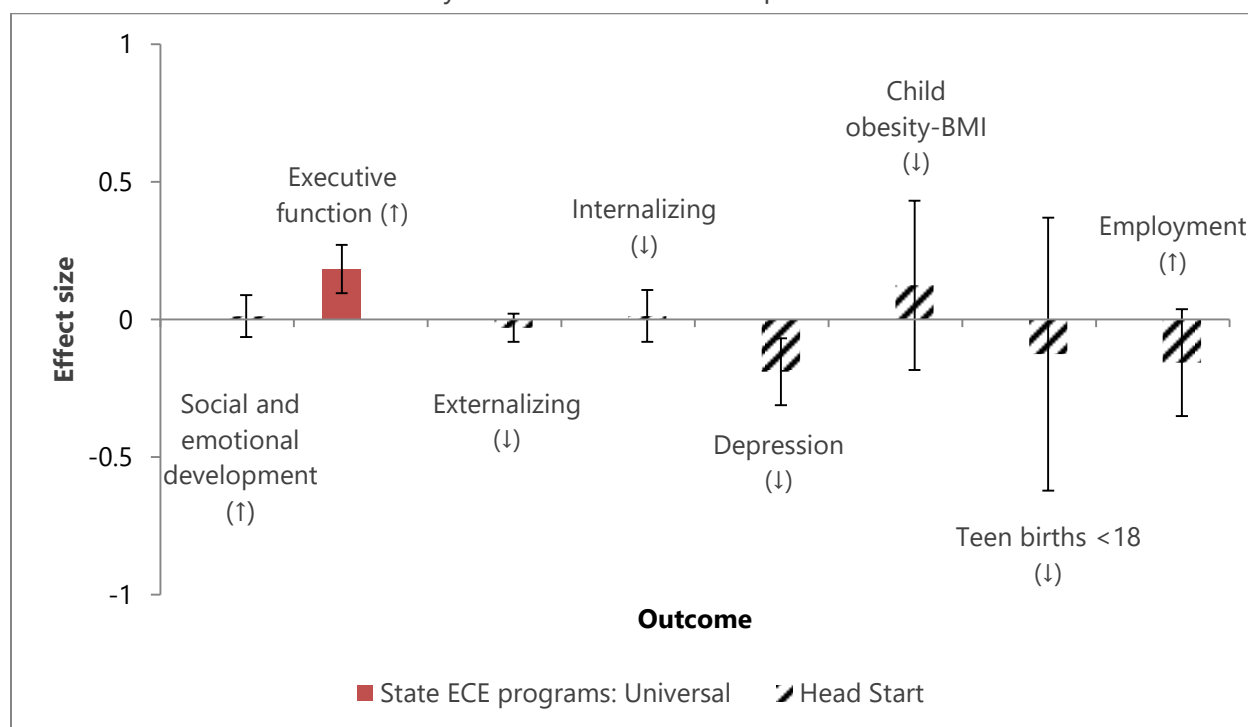 1
0.5
0
-0.5
-1
Effect size
Social and
emotional
development
(↑)
Executive
function (↑)
Externalizing
(↓)
Internalizing
(↓)
Depression
(↓)
Child
obesity-BMI
(↓)
Teen births <18
(↓)
Employment
(↑)
Outcome
State ECE programs: Universal
Head Start